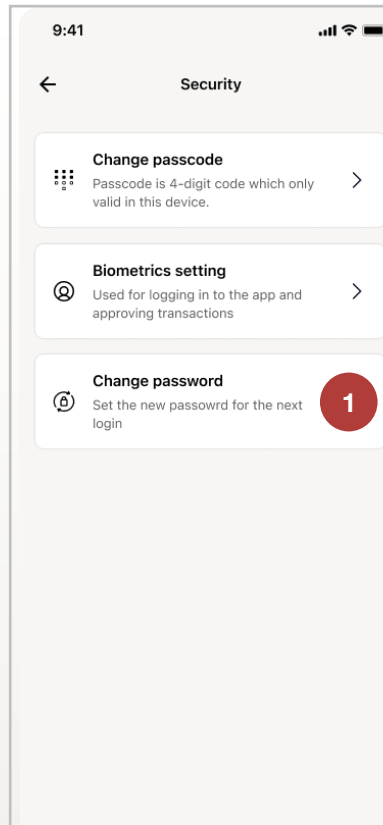 9:41
Security
Change passcode
Passcode is 4-digit code which only
valid in this device.
Biometrics setting
Used for logging in to the app and
approving transactions
Change password
Set the new passowrd for the next
login
1